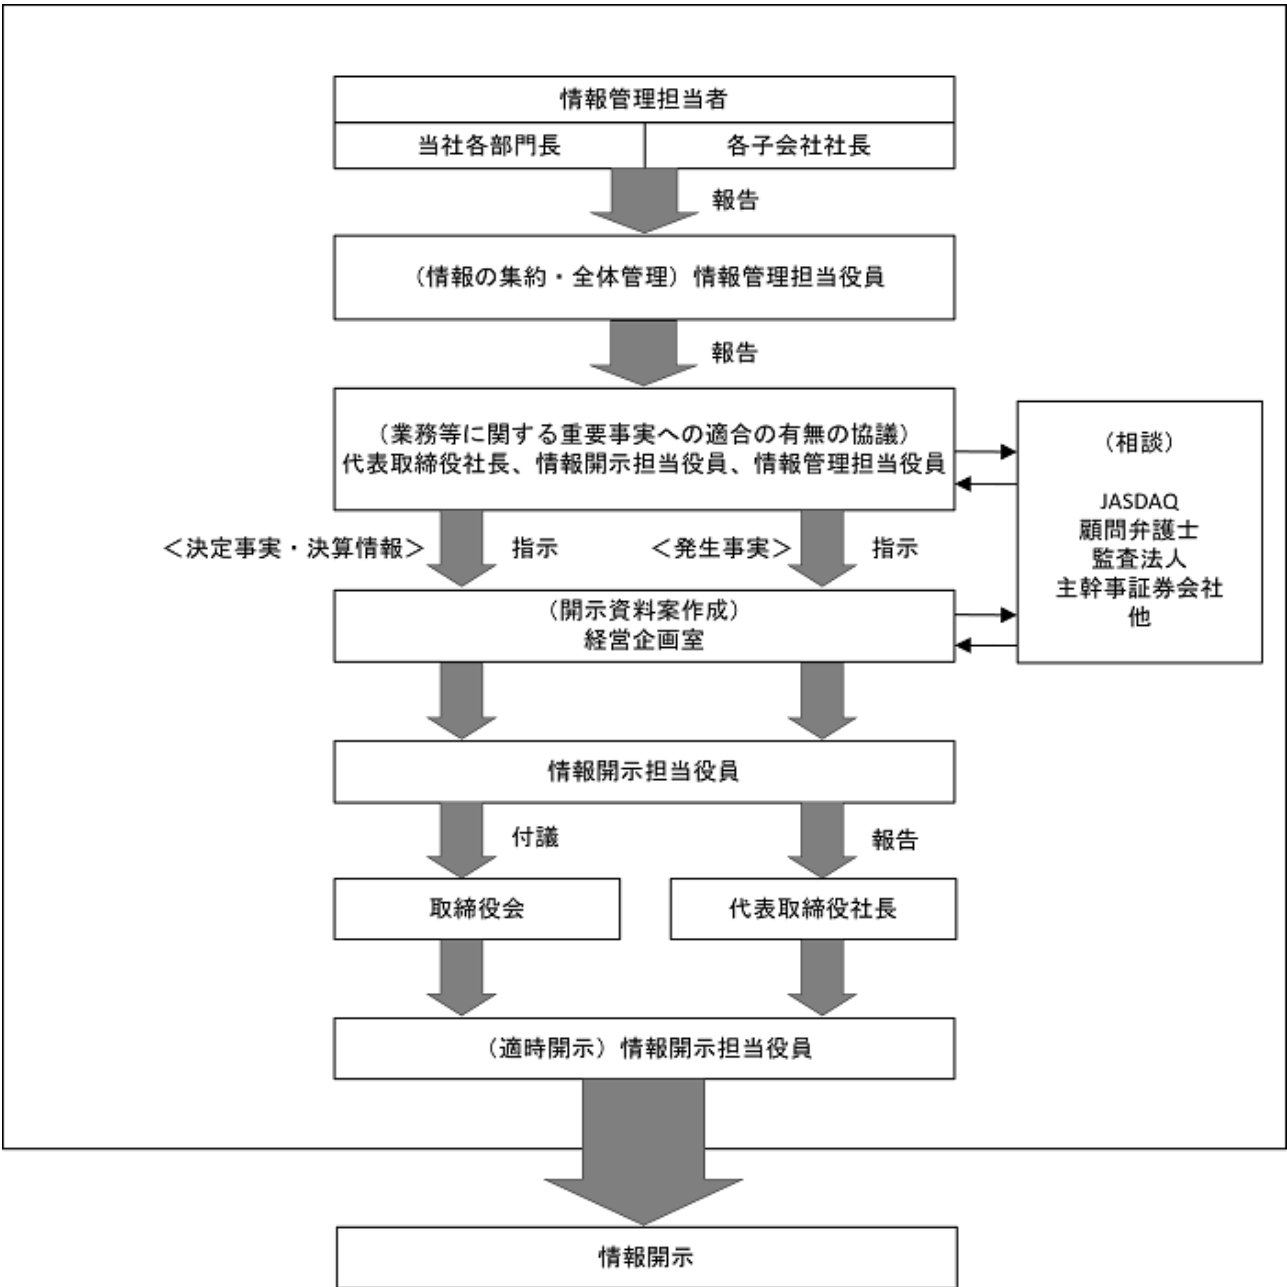 情報管理担当者
当社各部門長
各子会社社長
報告
（情報の集約・全体管理）情報管理担当役員
報告
（業務等に関する重要事実への適合の有無の協議）
代表取締役社長、情報開示担当役員、情報管理担当役員
（相談）
JASDAQ
顧問弁護士
監査法人
主幹事証券会社
他
＜決定事実・決算情報＞
指示
＜発生事実＞
指示
（開示資料案作成）
経営企画室
情報開示担当役員
付議
報告
取締役会
代表取締役社長
（適時開示）情報開示担当役員
情報開示